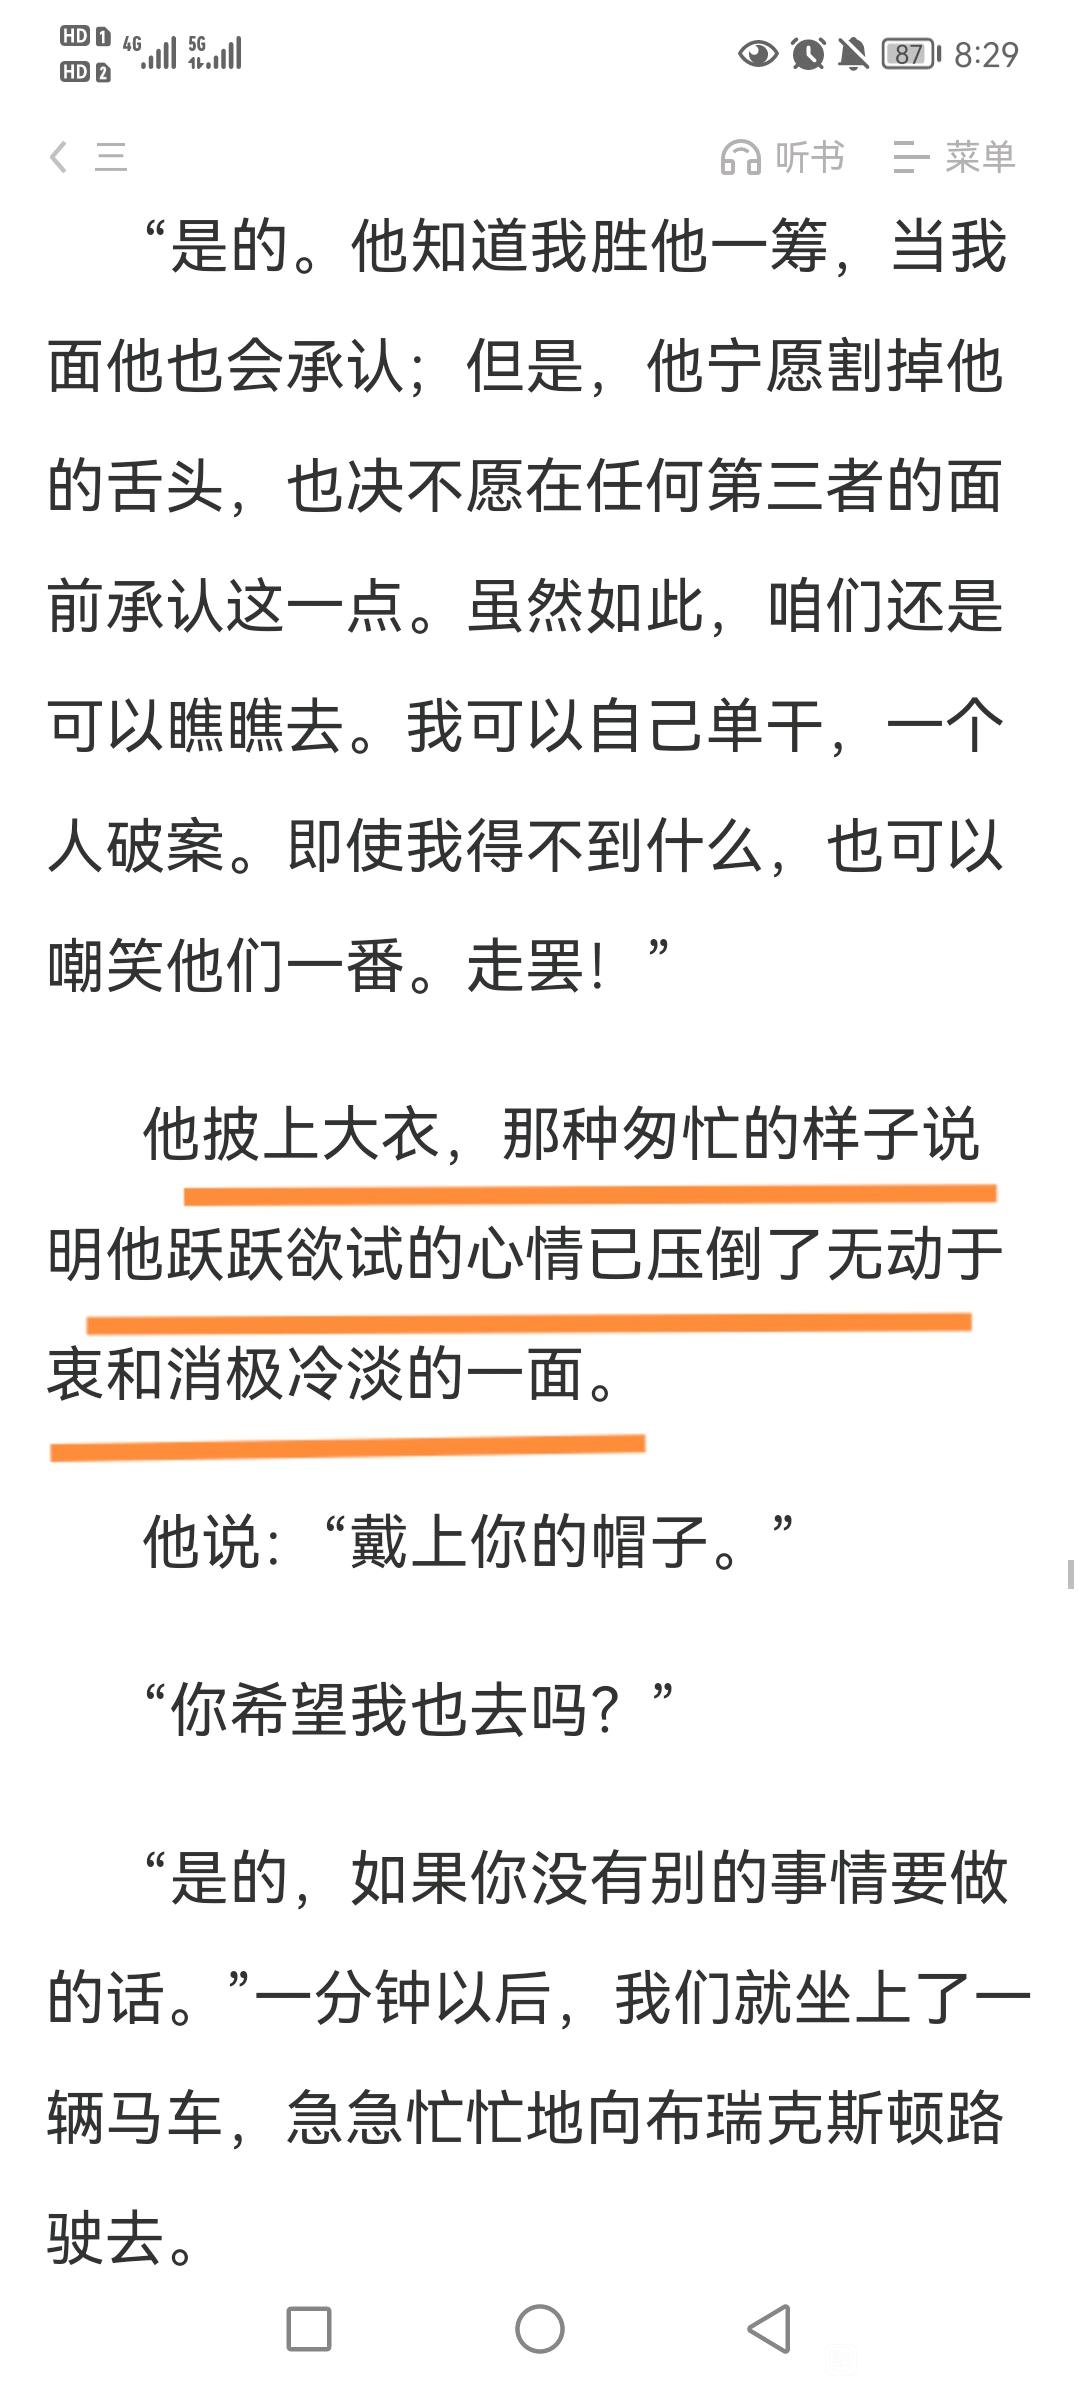 HD 1 4G 5G 87 8:29
HD 2
三 听书 菜单
“是的。他知道我胜他一筹，当我
面他也会承认；但是，他宁愿割掉他
的舌头，也决不愿在任何第三者的面
前承认这一点。虽然如此，咱们还是
可以瞧瞧去。我可以自己单干，一个
人破案。即使我得不到什么，也可以
嘲笑他们一番。走罢！”
他披上大衣，那种匆忙的样子说
明他跃跃欲试的心情已压倒了无动于
衷和消极冷淡的一面。
他说：“戴上你的帽子。”
“你希望我也去吗？”
“是的，如果你没有别的事情要做
的话。”一分钟以后，我们就坐上了一
辆马车，急急忙忙地向布瑞克斯顿路
驶去。